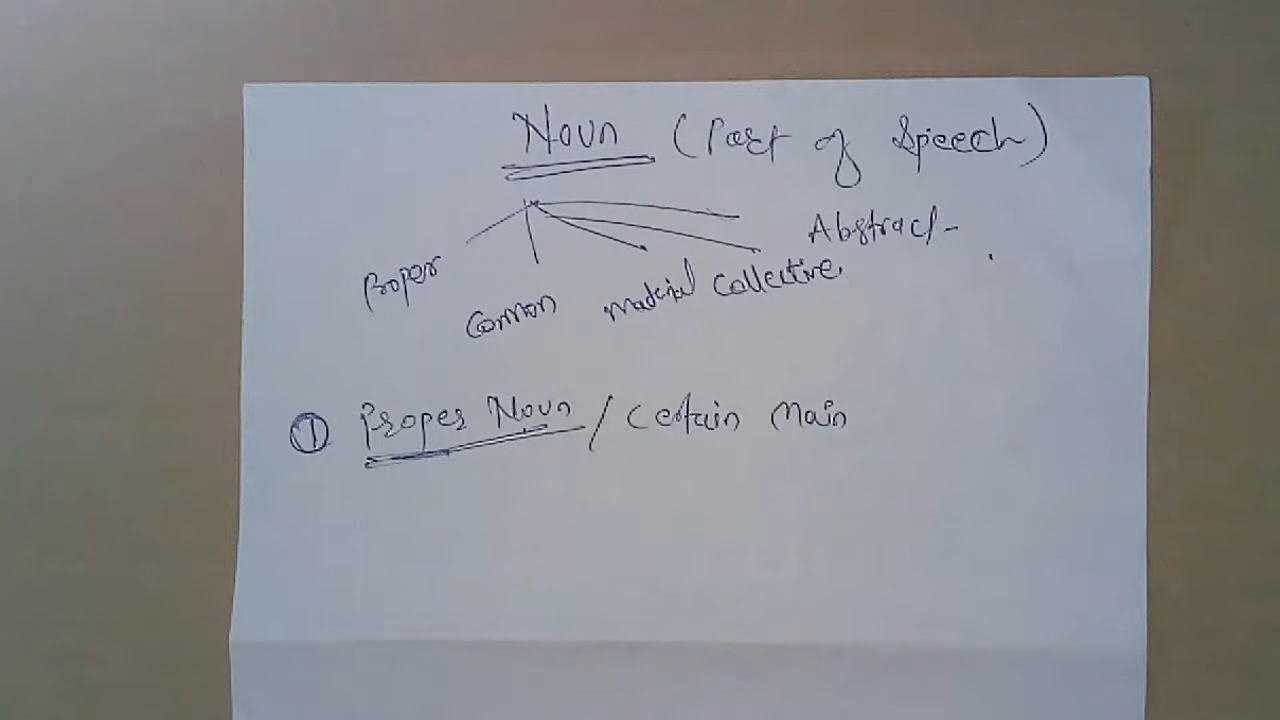 Noun (Part of Speech)
Proper Common Material Collective Abstract
① Proper Noun / Certain Main